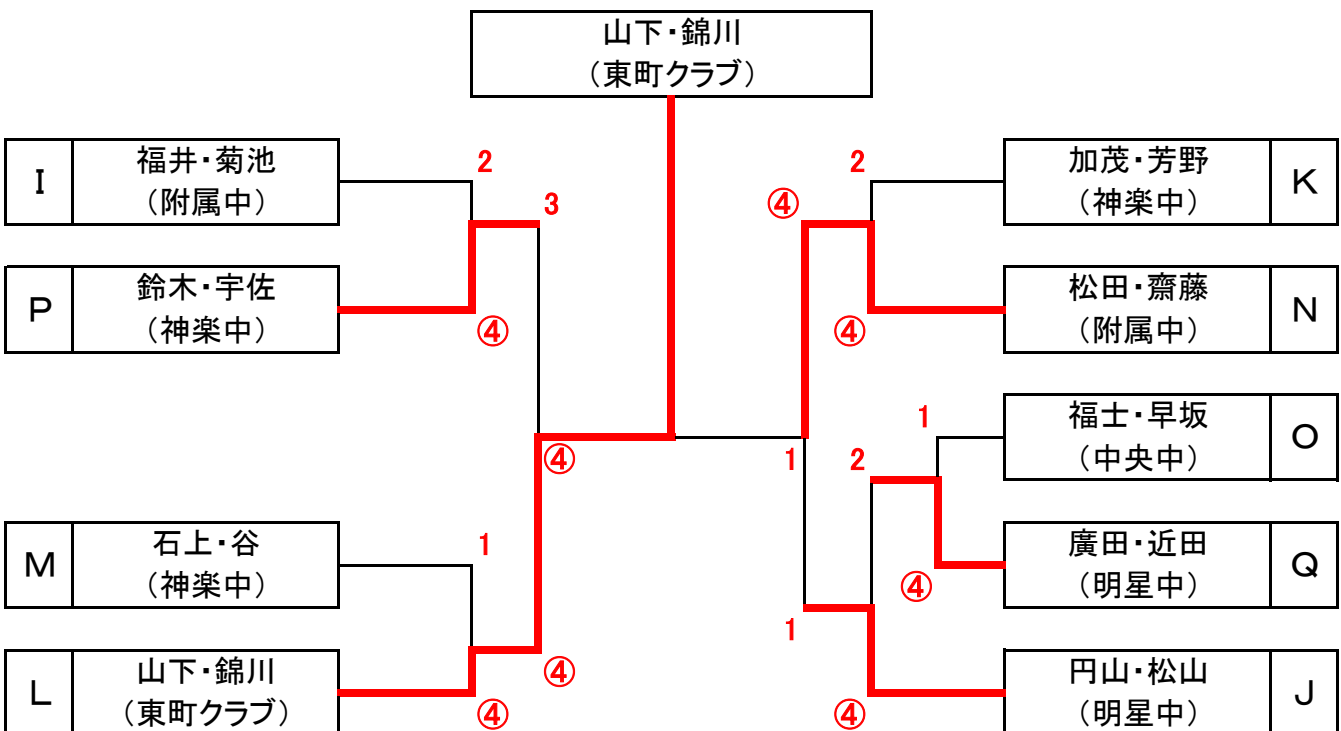 山下・錦川
（東町クラブ）
I
福井・菊池
（附属中）
2
3
2
④
加茂・芳野
（神楽中）
K
P
鈴木・宇佐
（神楽中）
④
④
松田・齋藤
（附属中）
N
1
福士・早坂
（中央中）
O
④
1
2
M
石上・谷
（神楽中）
1
④
廣田・近田
（明星中）
Q
1
L
山下・錦川
（東町クラブ）
④
④
④
円山・松山
（明星中）
J